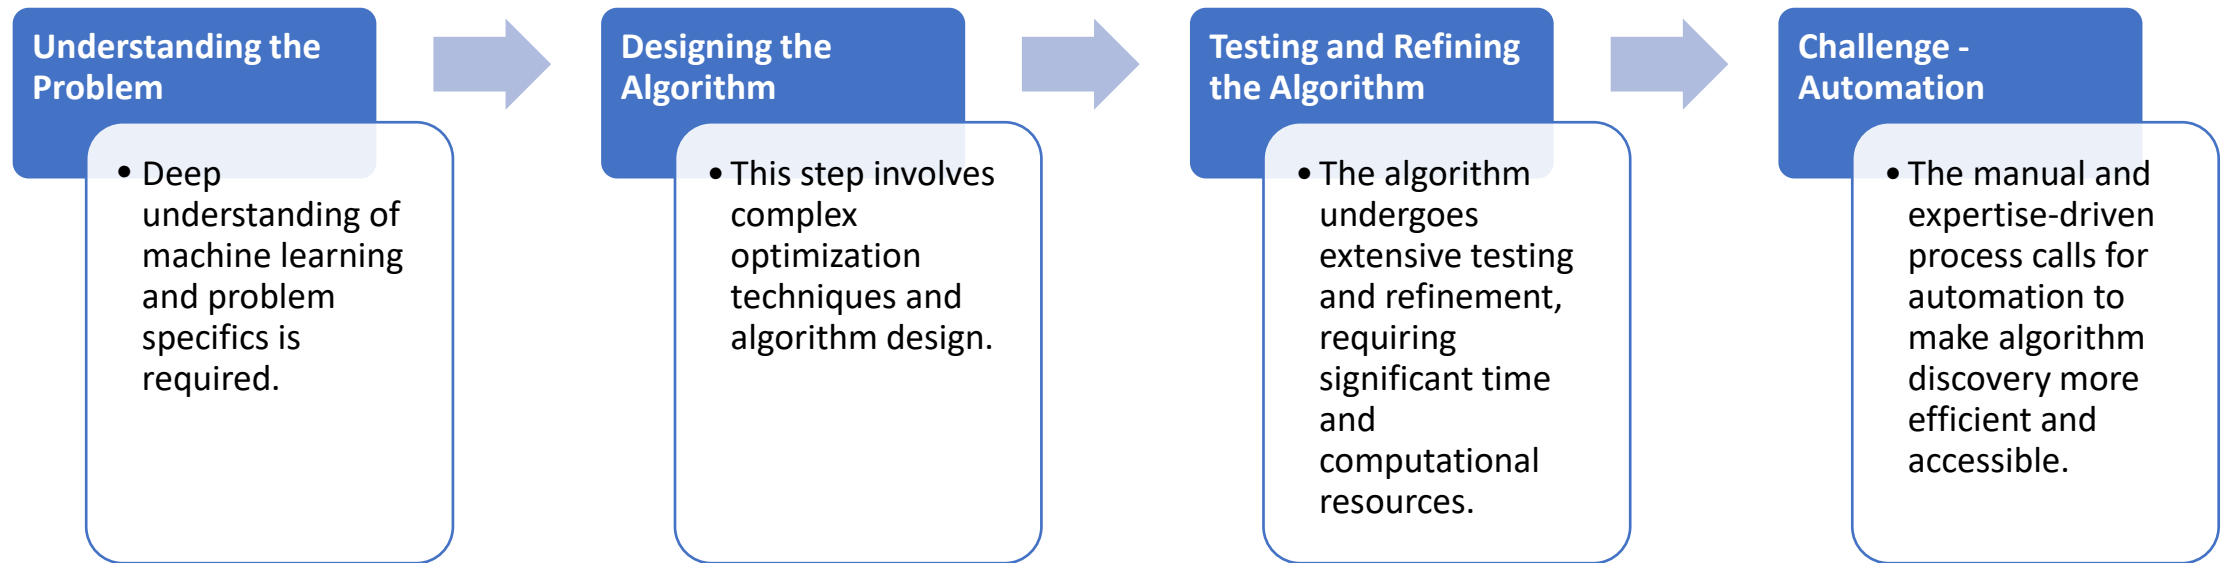 Understanding the
Problem
• Deep
understanding of
machine learning
and problem
specifics is
required.
Designing the
Algorithm
• This step involves
complex
optimization
techniques and
algorithm design.
Testing and Refining
the Algorithm
• The algorithm
undergoes
extensive testing
and refinement,
requiring
significant time
and
computational
resources.
Challenge -
Automation
• The manual and
expertise-driven
process calls for
automation to
make algorithm
discovery more
efficient and
accessible.